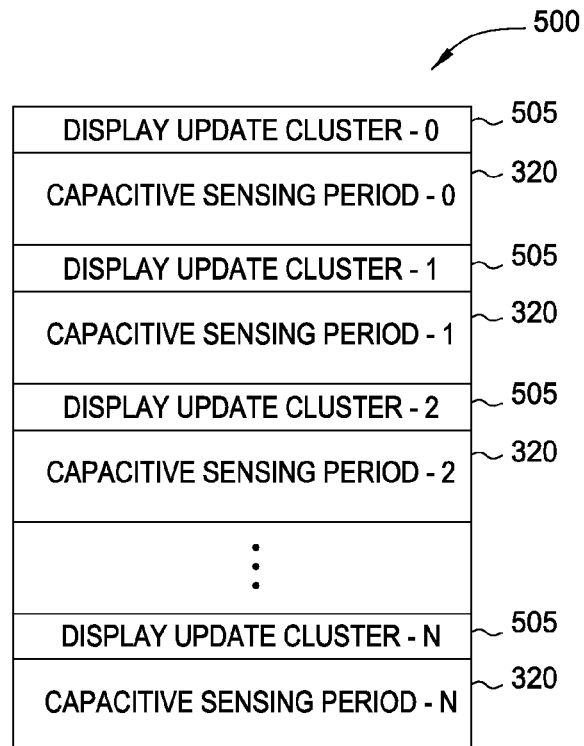 500
DISPLAY UPDATE CLUSTER - 0 505
CAPACITIVE SENSING PERIOD - 0 320
DISPLAY UPDATE CLUSTER - 1 505
CAPACITIVE SENSING PERIOD - 1 320
DISPLAY UPDATE CLUSTER - 2 505
CAPACITIVE SENSING PERIOD - 2 320
DISPLAY UPDATE CLUSTER - N 505
CAPACITIVE SENSING PERIOD - N 320